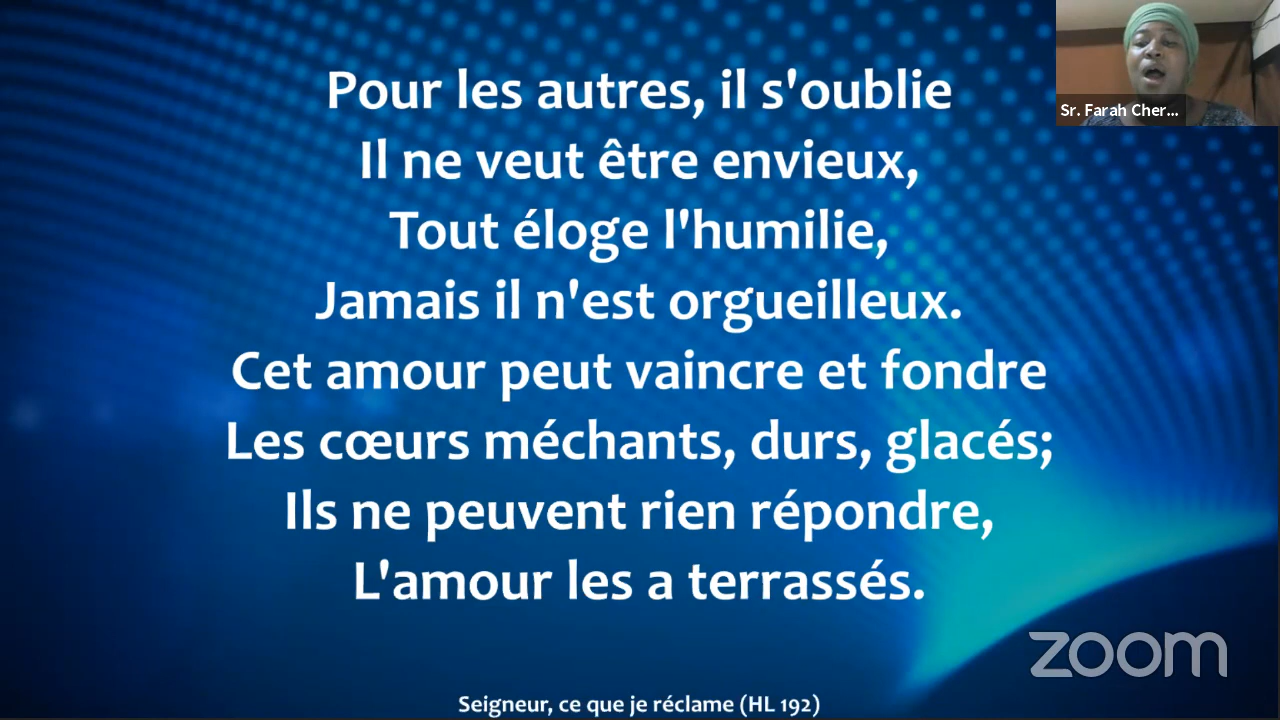 Pour les autres, il s'oublie
Il ne veut être envieux,
Tout éloge l'humilie,
Jamais il n'est orgueilleux.
Cet amour peut vaincre et fondre
Les cœurs méchants, durs, glacés;
Ils ne peuvent rien répondre,
L'amour les a terrassés.
Sr. Farah Cher...
zoom
Seigneur, ce que je réclame (HL 192)